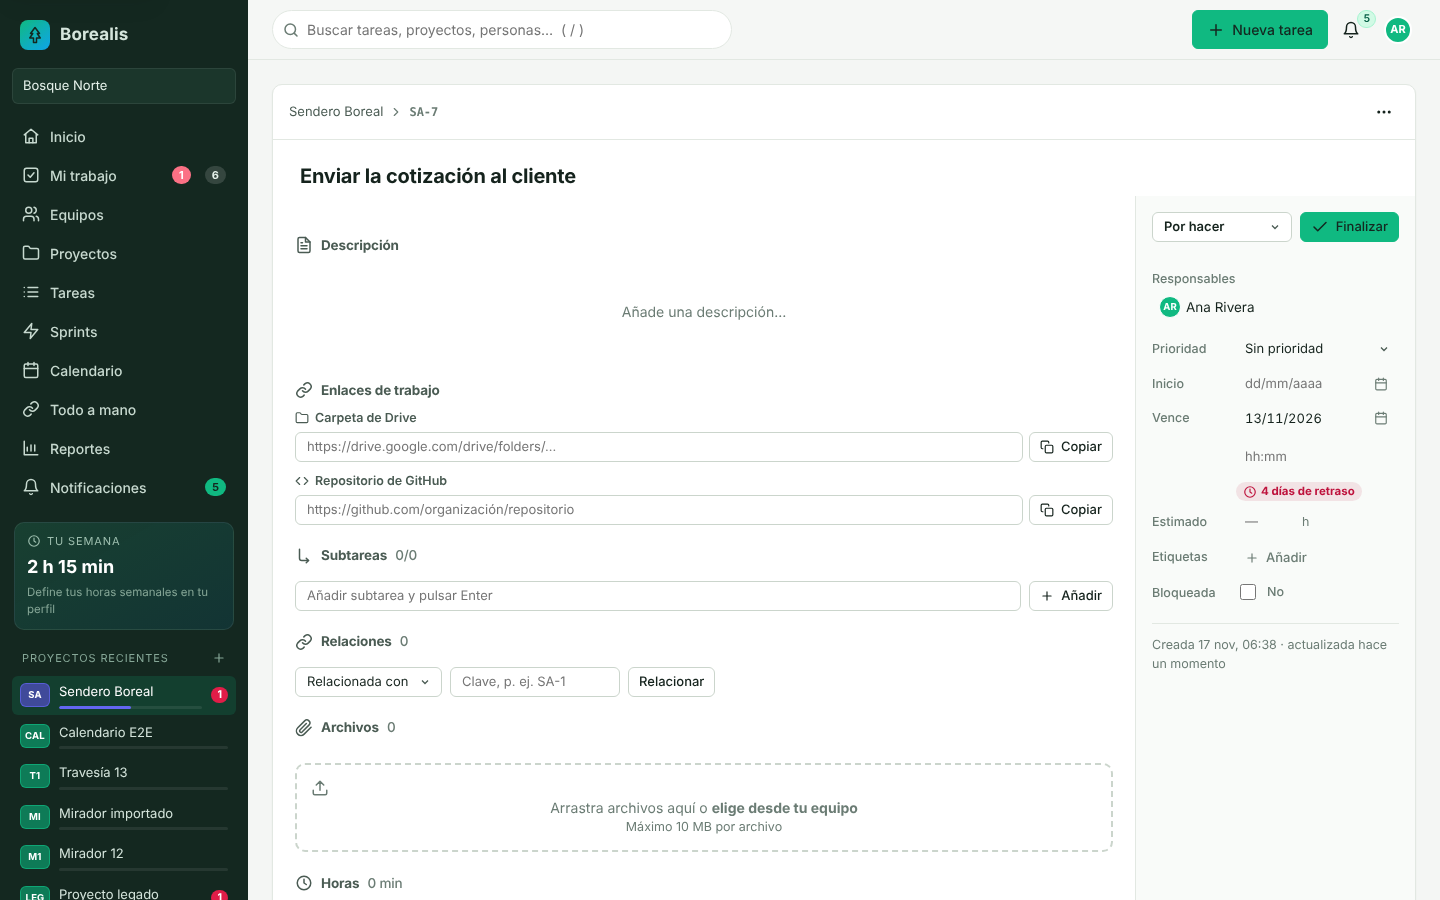 Borealis
Bosque Norte
Inicio
Mi trabajo 1 6
Equipos
Proyectos
Tareas
Sprints
Calendario
Todo a mano
Reportes
Notificaciones 5
TU SEMANA
2 h 15 min
Define tus horas semanales en tu
perfil
PROYECTOS RECIENTES
SA Sendero Boreal 1
CAL Calendario E2E
T1 Travesía 13
MI Mirador importado
M1 Mirador 12
LEG Proyecto legado 1
Buscar tareas, proyectos, personas... ( / )
Nueva tarea
5
AR
Sendero Boreal > SA-7
Enviar la cotización al cliente
Descripción
Añade una descripción...
Enlaces de trabajo
Carpeta de Drive
https://drive.google.com/drive/folders/... Copiar
Repositorio de GitHub
https://github.com/organización/repositorio Copiar
Subtareas 0/0
Añadir subtarea y pulsar Enter Añadir
Relaciones 0
Relacionada con Clave, p. ej. SA-1 Relacionar
Archivos 0
Arrastra archivos aquí o elige desde tu equipo
Máximo 10 MB por archivo
Horas 0 min
Por hacer Finalizar
Responsables
AR Ana Rivera
Prioridad Sin prioridad
Inicio dd/mm/aaaa
Vence 13/11/2026
hh:mm
4 días de retraso
Estimado — h
Etiquetas Añadir
Bloqueada No
Creada 17 nov, 06:38 · actualizada hace
un momento